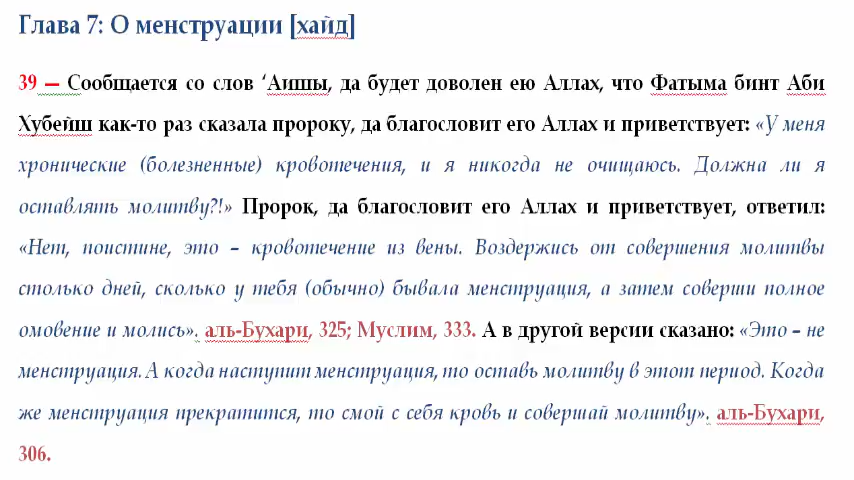 Глава 7: О менструации [хайд]
39 — Сообщается со слов ‘Аишы, да будет доволен ею Аллах, что Фатыма бинт Аби
Хубейш как-то раз сказала пророку, да благословит его Аллах и приветствует: «У меня
хронические (болезненные) кровотечения, и я никогда не очищаюсь. Должна ли я
оставлять молитву?!» Пророк, да благословит его Аллах и приветствует, ответил:
«Нет, поистине, это – кровотечение из вены. Воздержись от совершения молитвы
столько дней, сколько у тебя (обычно) бывала менструация, а затем соверши полное
омовение и молись». аль-Бухари, 325; Муслим, 333. А в другой версии сказано: «Это – не
менструация. А когда наступит менструация, то оставь молитву в этот период. Когда
же менструация прекратится, то смой с себя кровь и совершай молитву». аль-Бухари,
306.